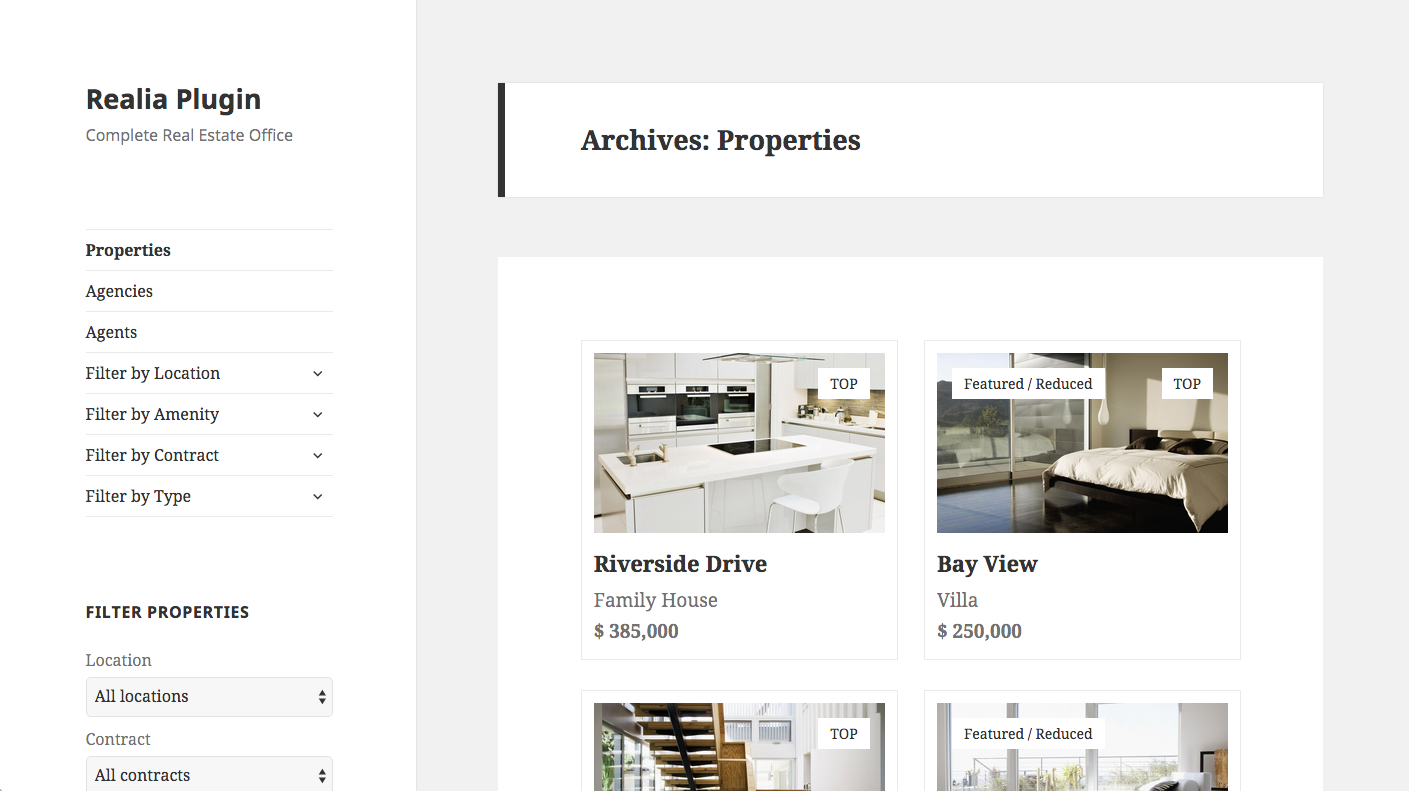 Realia Plugin
Complete Real Estate Office
Properties
Agencies
Agents
Filter by Location
Filter by Amenity
Filter by Contract
Filter by Type
FILTER PROPERTIES
Location
All locations
Contract
All contracts
Archives: Properties
TOP
Riverside Drive
Family House
$ 385,000
Featured / Reduced
TOP
Bay View
Villa
$ 250,000
TOP
Featured / Reduced